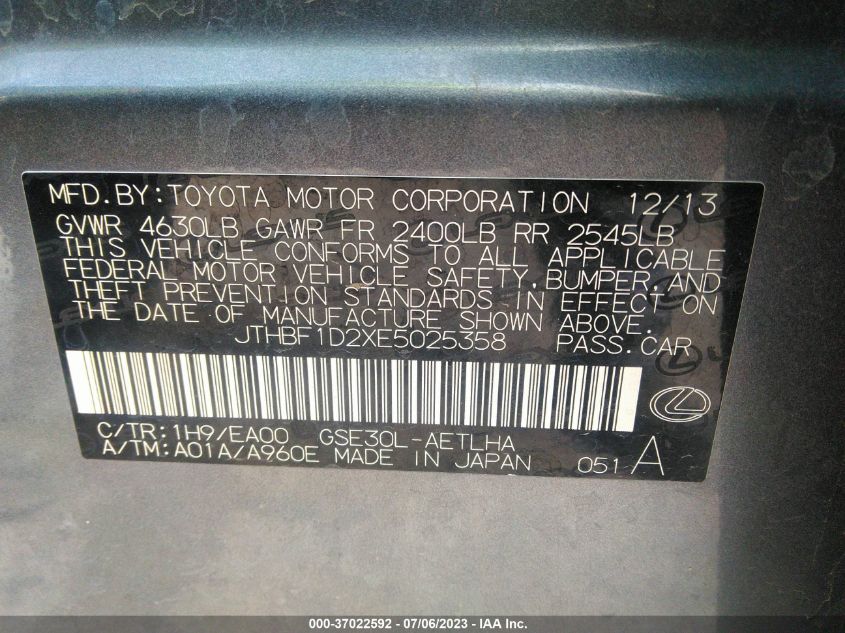 MFD.BY:TOYOTA MOTOR CORPORATION 12/13
GVWR 4630LB GAWR FR 2400LB RR 2545LB
THIS VEHICLE CONFORMS TO ALL APPLICABLE
FEDERAL MOTOR VEHICLE SAFETY,BUMPER,AND
THEFT PREVENTION STANDARDS IN EFFECT ON
THE DATE OF MANUFACTURE SHOWN ABOVE.
JTHBF1D2XE5025358 PASS.CAR
C/TR:1H9/EA00 GSE30L-AETLHA
A/TM:A01A/A960E MADE IN JAPAN 051 A
000-37022592 - 07/06/2023 - IAA Inc.